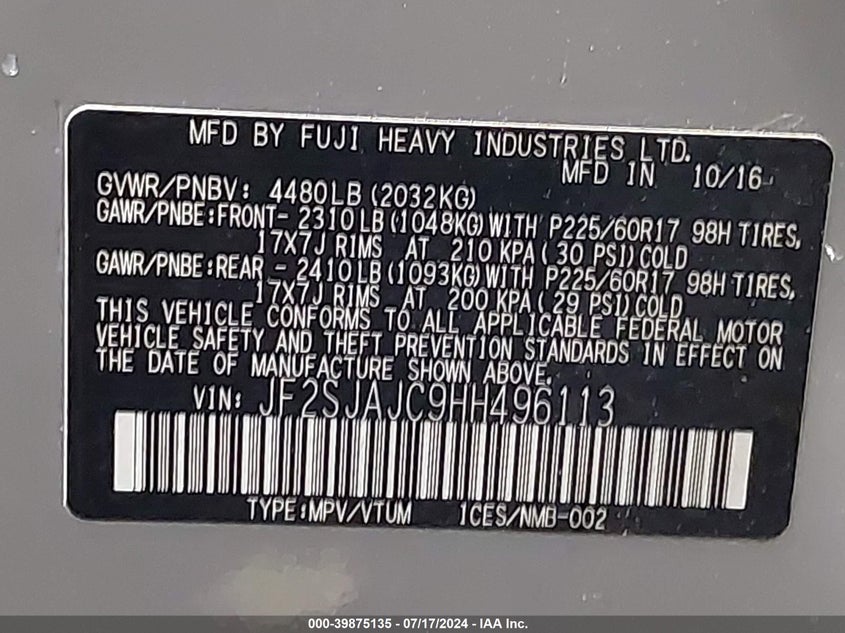 MFD BY FUJI HEAVY INDUSTRIES LTD.
MFD IN 10/16
GVWR/PNBV: 4480LB (2032KG)
GAWR/PNBE:FRONT- 2310LB (1048KG) WITH P225/60R17 98H TIRES,
17X7J RIMS AT 210 KPA( 30 PSI) COLD
GAWR/PNBE:REAR - 2410LB (1093KG) WITH P225/60R17 98H TIRES,
17X7J RIMS AT 200 KPA( 29 PSI) COLD
THIS VEHICLE CONFORMS TO ALL APPLICABLE FEDERAL MOTOR
VEHICLE SAFETY AND THEFT PREVENTION STANDARDS IN EFFECT ON
THE DATE OF MANUFACTURE SHOWN ABOVE.
VIN: JF2SJAJC9HH496113
TYPE:MPV/VTUM 1CES/NMB-002
000-39875135 - 07/17/2024 - IAA Inc.